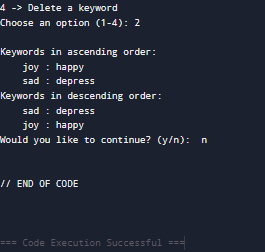 4 -> Delete a keyword
Choose an option (1-4): 2
Keywords in ascending order:
joy : happy
sad : depress
Keywords in descending order:
sad : depress
joy : happy
Would you like to continue? (y/n):  n
// END OF CODE
=== Code Execution Successful ===